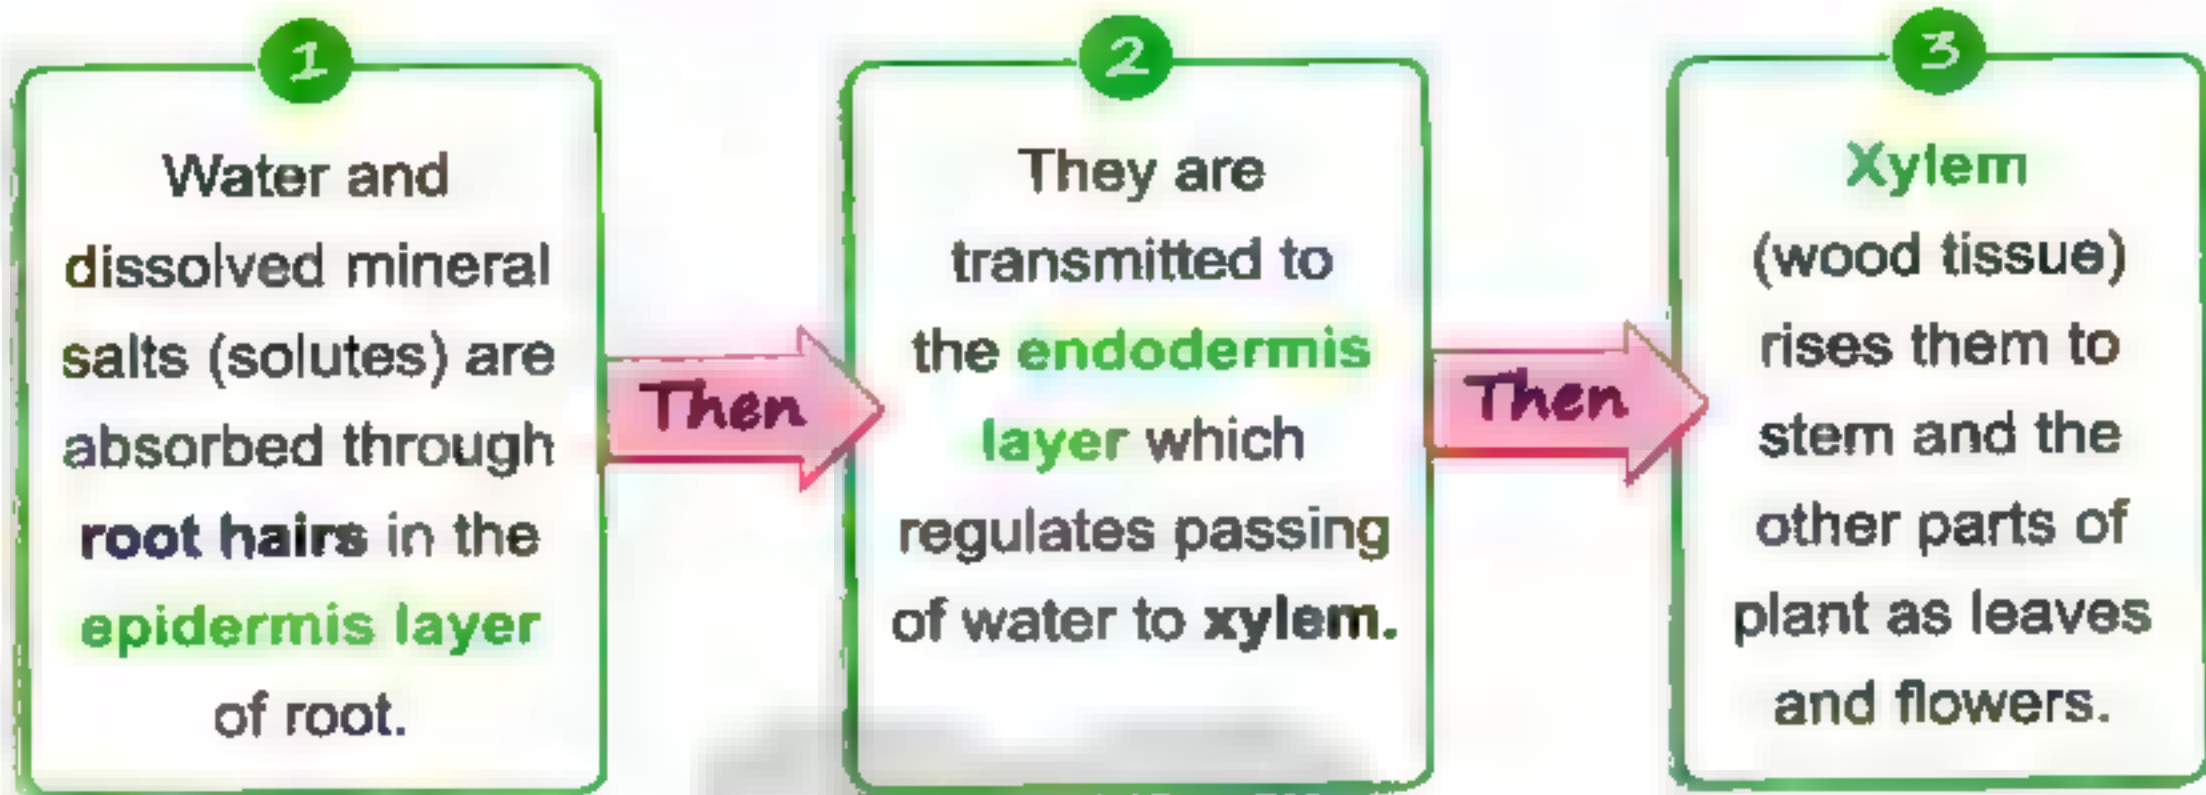 1
Water and
dissolved mineral
salts (solutes) are
absorbed through
root hairs in the
epidermis layer
of root.
Then
2
They are
transmitted to
the endodermis
layer which
regulates passing
of water to xylem.
Then
3
Xylem
(wood tissue)
rises them to
stem and the
other parts of
plant as leaves
and flowers.